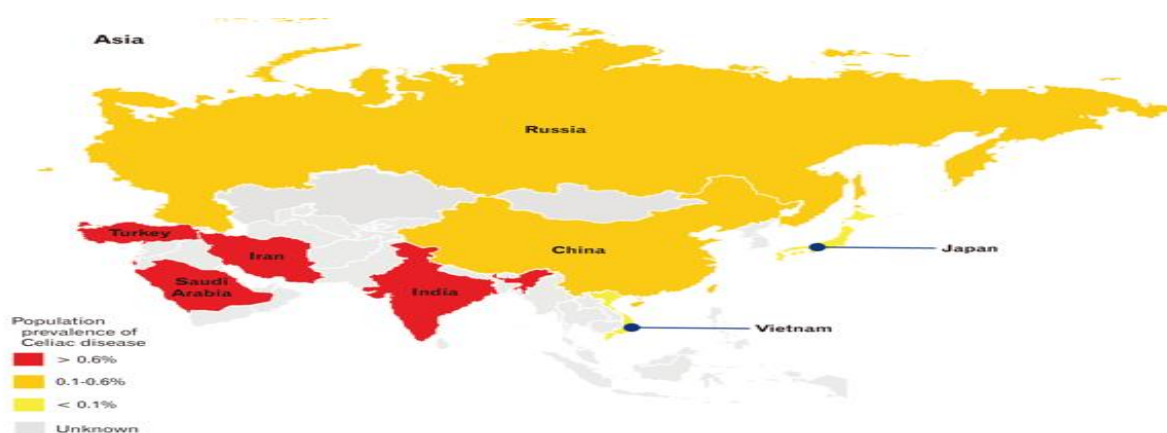 Asia
Russia
Turkey
Iran
China
Japan
Saudi
Arabia
India
Vietnam
Population
prevalence of
Celiac disease
> 0.6%
0.1-0.6%
< 0.1%
Unknown